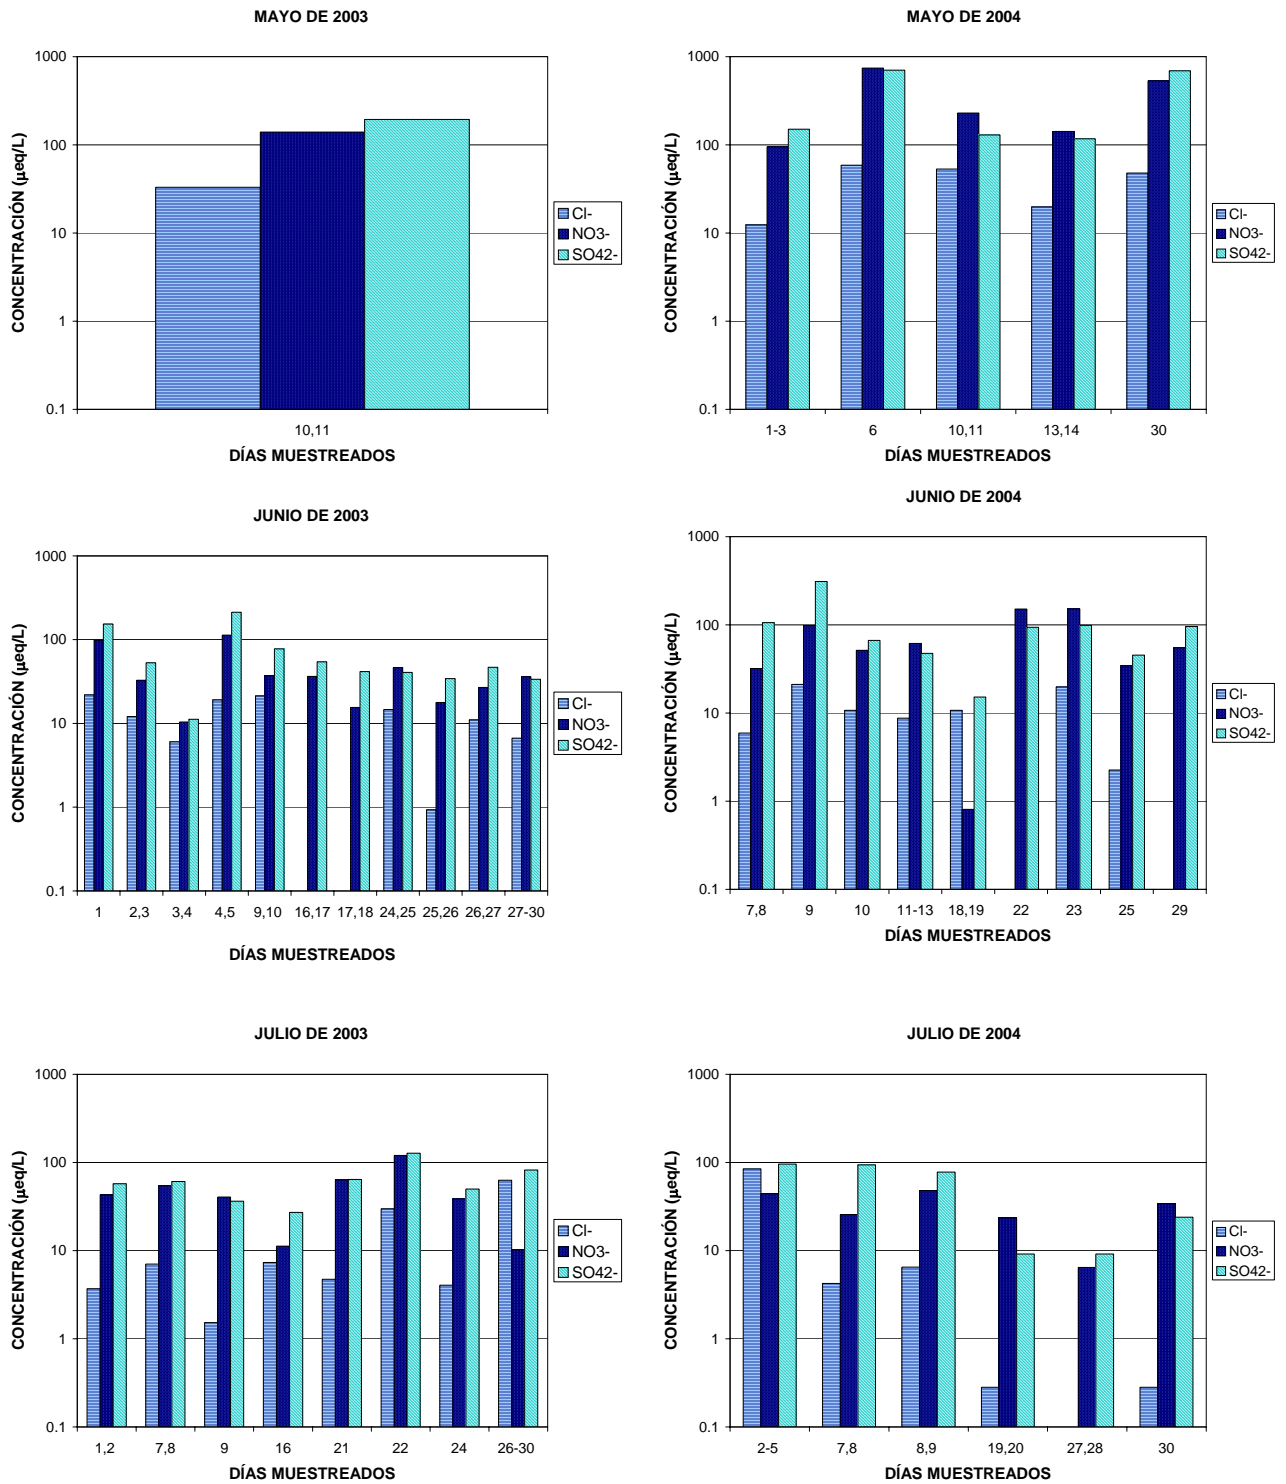 MAYO DE 2003
1000
100
10
1
0.1
CONCENTRACIÓN (µeq/L)
10,11
DÍAS MUESTREADOS
Cl-
NO3-
SO42-
MAYO DE 2004
1000
100
10
1
0.1
CONCENTRACIÓN (µeq/L)
1-3 6 10,11 13,14 30
DÍAS MUESTREADOS
Cl-
NO3-
SO42-
JUNIO DE 2003
1000
100
10
1
0.1
CONCENTRACIÓN (µeq/L)
1 2,3 3,4 4,5 9,10 16,17 17,18 24,25 25,26 26,27 27-30
DÍAS MUESTREADOS
Cl-
NO3-
SO42-
JUNIO DE 2004
1000
100
10
1
0.1
CONCENTRACIÓN (µeq/L)
7,8 9 10 11-13 18,19 22 23 25 29
DÍAS MUESTREADOS
Cl-
NO3-
SO42-
JULIO DE 2003
1000
100
10
1
0.1
CONCENTRACIÓN (µeq/L)
1,2 7,8 9 16 21 22 24 26-30
DÍAS MUESTREADOS
Cl-
NO3-
SO42-
JULIO DE 2004
1000
100
10
1
0.1
CONCENTRACIÓN (µeq/L)
2-5 7,8 8,9 19,20 27,28 30
DÍAS MUESTREADOS
Cl-
NO3-
SO42-